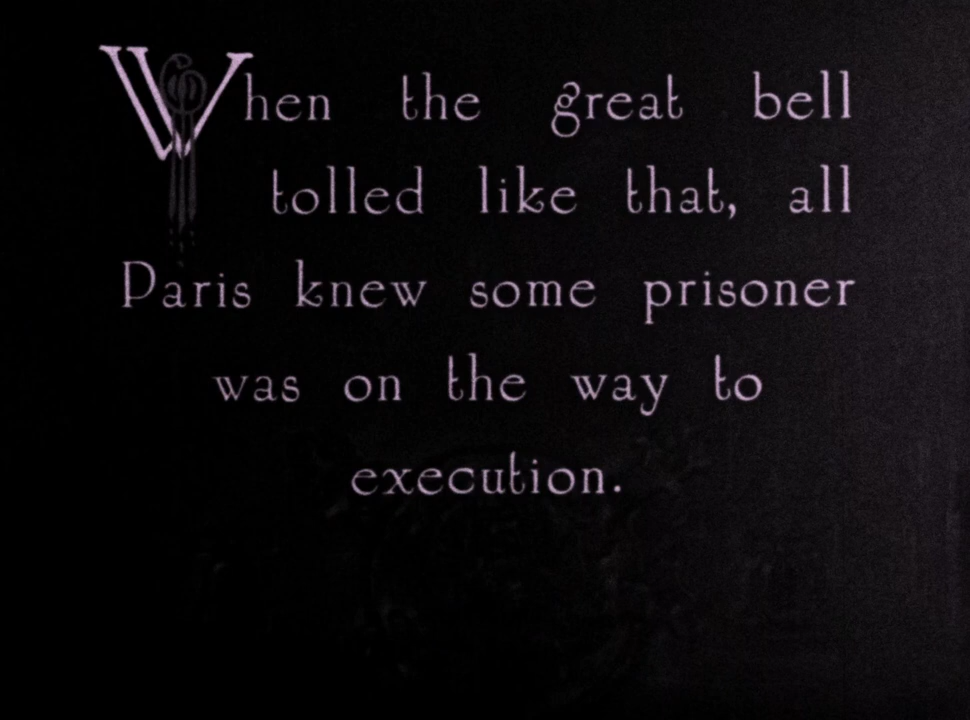 When the great bell
tolled like that, all
Paris knew some prisoner
was on the way to
execution.